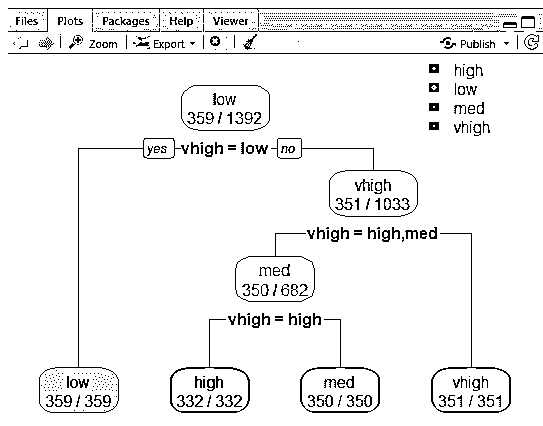 Files Plots Packages Help Viewer
Zoom Export Publish
high
low
med
vhigh
low
359 / 1392
yes vhigh = low no
vhigh
351 / 1033
vhigh = high,med
med
350 / 682
vhigh = high
low
359 / 359
high
332 / 332
med
350 / 350
vhigh
351 / 351